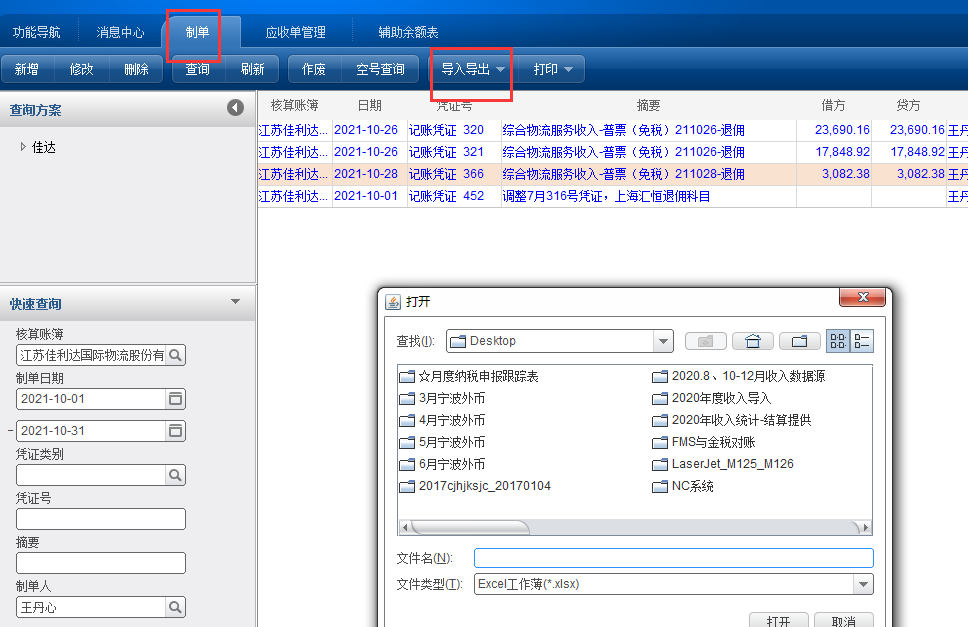 功能导航 消息中心 制单 应收单管理 辅助余额表
新增 修改 删除 查询 刷新 作废 空号查询 导入导出 打印
查询方案
佳达
核算账簿 日期 凭证号 摘要 借方 贷方
江苏佳利达... 2021-10-26 记账凭证 320 综合物流服务收入-普票（免税）211026-退佣 23,690.16 23,690.16 王丹
江苏佳利达... 2021-10-26 记账凭证 321 综合物流服务收入-普票（免税）211026-退佣 17,848.92 17,848.92 王丹
江苏佳利达... 2021-10-28 记账凭证 366 综合物流服务收入-普票（免税）211028-退佣 3,082.38 3,082.38 王丹
江苏佳利达... 2021-10-01 记账凭证 452 调整7月316号凭证，上海汇恒退佣科目 王丹
快速查询
核算账簿
江苏佳利达国际物流股份有
制单日期
2021-10-01
-2021-10-31
凭证类别
凭证号
摘要
制单人
王丹心
打开
查找(I): Desktop
☆月度纳税申报跟踪表
3月宁波外币
4月宁波外币
5月宁波外币
6月宁波外币
2017cjhjksjc_20170104
2020.8、10-12月收入数据源
2020年度收入导入
2020年收入统计-结算提供
FMS与金税对账
LaserJet_M125_M126
NC系统
文件名(N):
文件类型(T): Excel工作薄(*.xlsx)
打开 取消